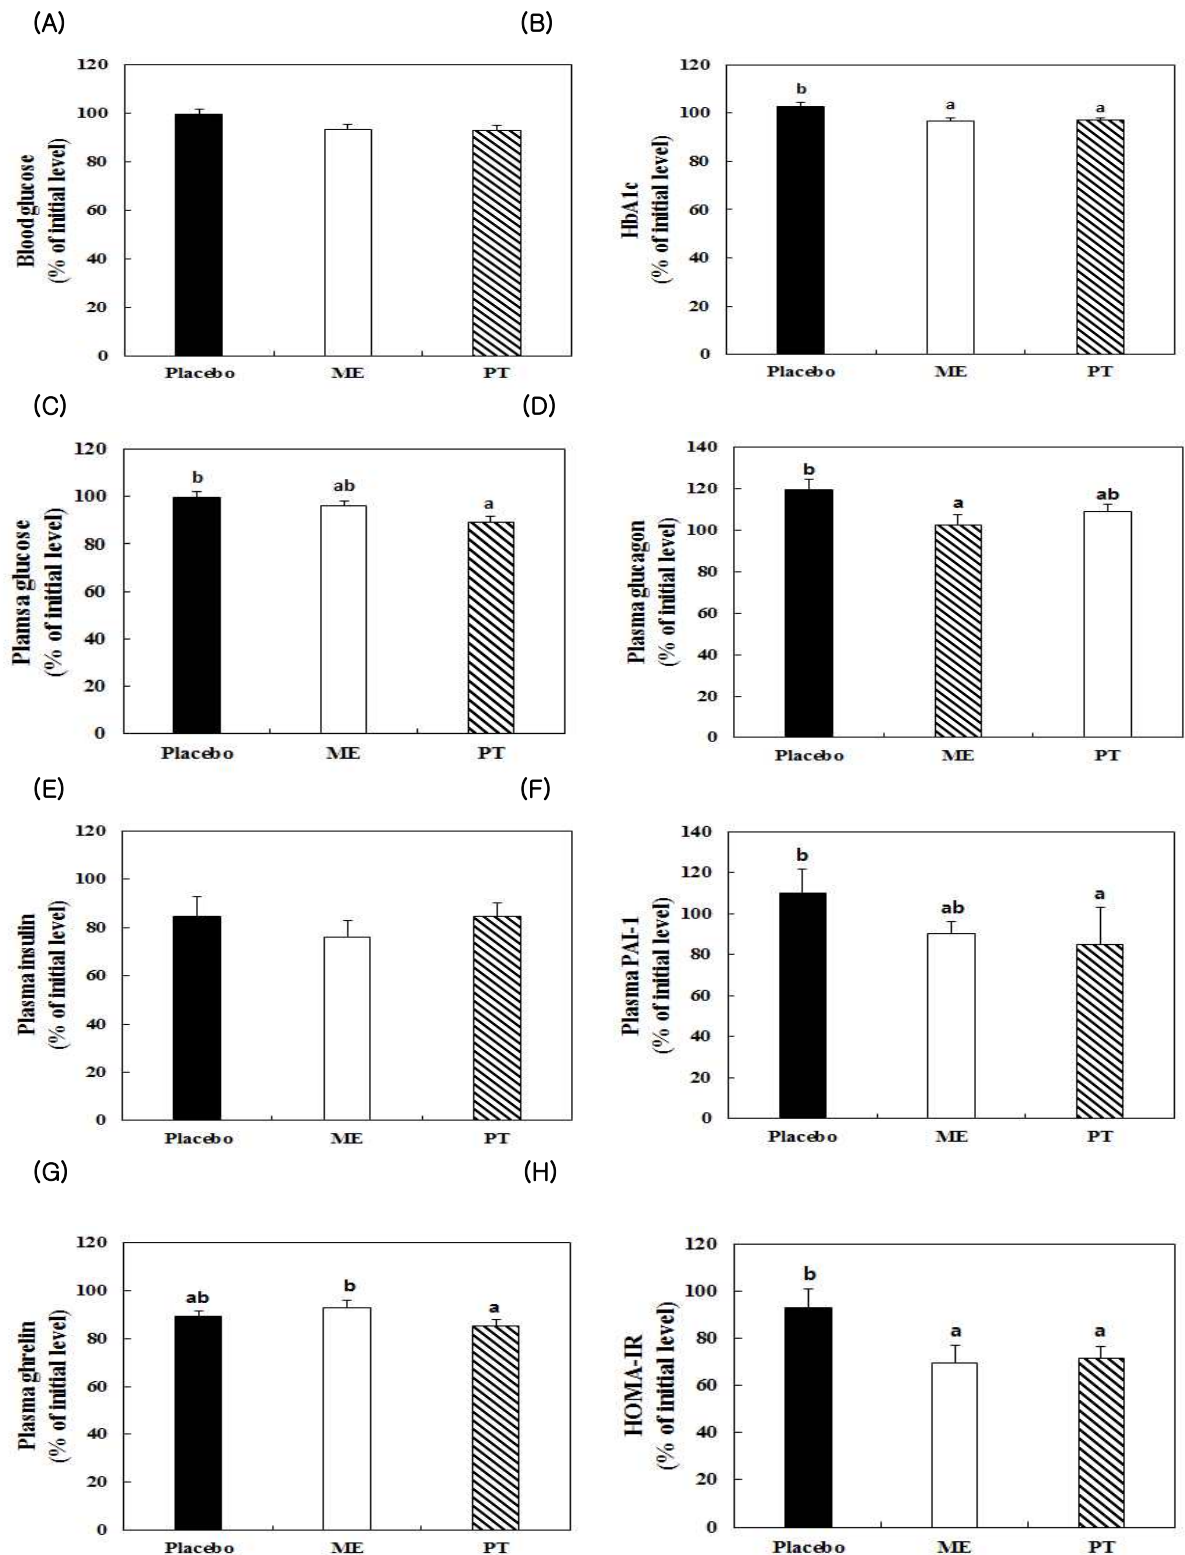 (A)
120
100
80
60
40
20
0
Blood glucose
(% of initial level)
Placebo ME PT
(B)
120
100
80
60
40
20
0
HbA1c
(% of initial level)
b a a
Placebo ME PT
(C)
120
100
80
60
40
20
0
Plamsa glucose
(% of initial level)
b ab a
Placebo ME PT
(D)
140
120
100
80
60
40
20
0
Plasma glucagon
(% of initial level)
b a ab
Placebo ME PT
(E)
120
100
80
60
40
20
0
Plasma insulin
(% of initial level)
Placebo ME PT
(F)
140
120
100
80
60
40
20
0
Plasma PAI-1
(% of initial level)
b ab a
Placebo ME PT
(G)
120
100
80
60
40
20
0
Plasma ghrelin
(% of initial level)
ab b a
Placebo ME PT
(H)
120
100
80
60
40
20
0
HOMA-IR
(% of initial level)
b a a
Placebo ME PT